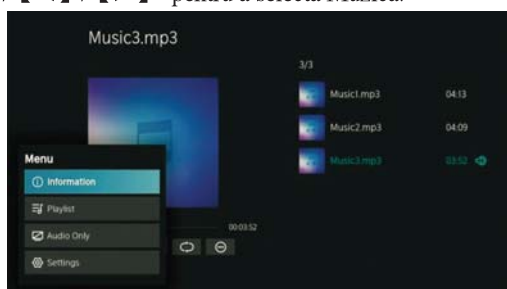 pentru a selecta Muzică.
Music3.mp3
3/3
Music1.mp3 04:13
Music2.mp3 04:09
Music3.mp3 03:52
Menu
Information
Playlist
Audio Only
Settings
00:03:52